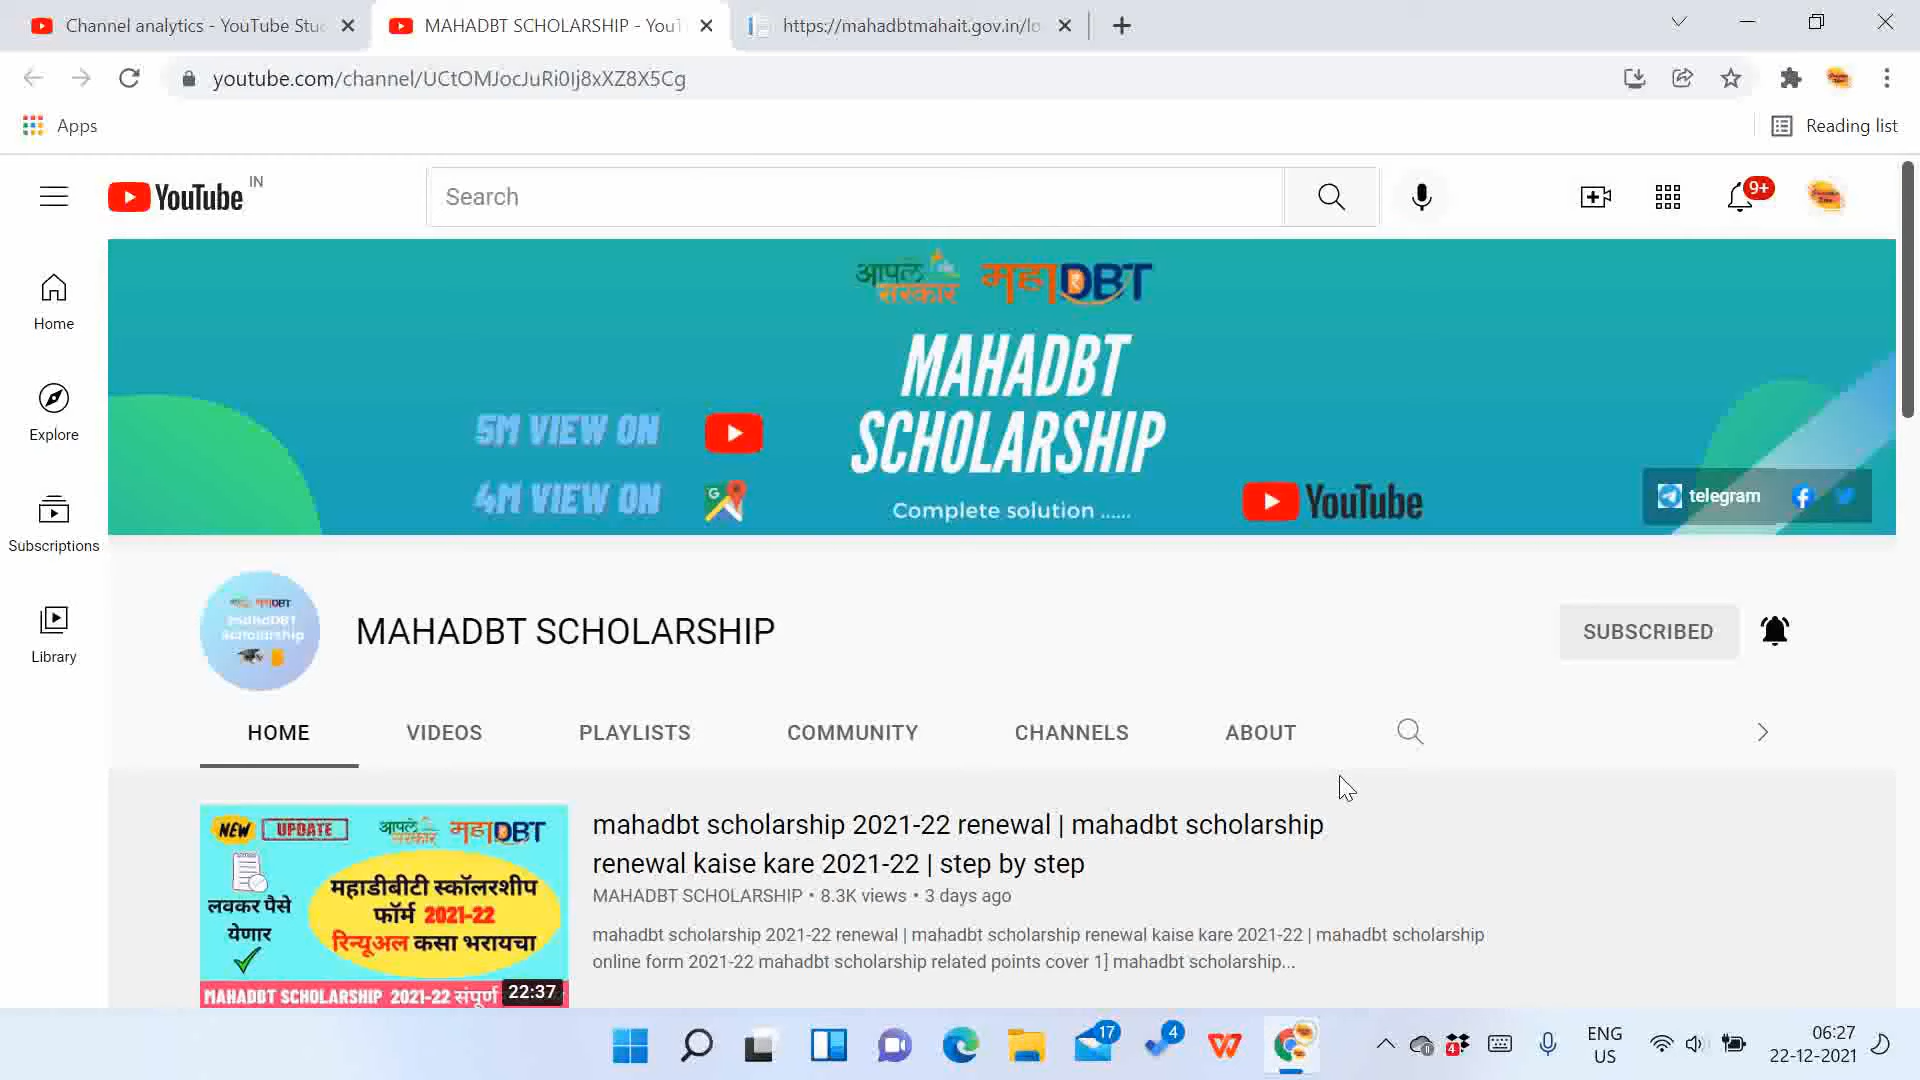 Channel analytics - YouTube Stu
MAHADBT SCHOLARSHIP - YouT
https://mahadbtmahait.gov.in/lo
youtube.com/channel/UCtOMJocJuRi0Ij8xXZ8X5Cg
Apps
Reading list
YouTube IN
Search
9+
Home
Explore
Subscriptions
Library
आपले सरकार
महाDBT
MAHADBT
SCHOLARSHIP
Complete solution ......
5M VIEW ON
4M VIEW ON
YouTube
telegram
MAHADBT SCHOLARSHIP
SUBSCRIBED
HOME
VIDEOS
PLAYLISTS
COMMUNITY
CHANNELS
ABOUT
NEW UPDATE
आपले सरकार
महाDBT
लवकर पैसे
येणार
महाडीबीटी स्कॉलरशीप
फॉर्म 2021-22
रिन्यूअल कसा भरायचा
MAHADBT SCHOLARSHIP 2021-22 संपूर्ण
22:37
mahadbt scholarship 2021-22 renewal | mahadbt scholarship
renewal kaise kare 2021-22 | step by step
MAHADBT SCHOLARSHIP • 8.3K views • 3 days ago
mahadbt scholarship 2021-22 renewal | mahadbt scholarship renewal kaise kare 2021-22 | mahadbt scholarship
online form 2021-22 mahadbt scholarship related points cover 1] mahadbt scholarship...
17
4
4
ENG
US
06:27
22-12-2021